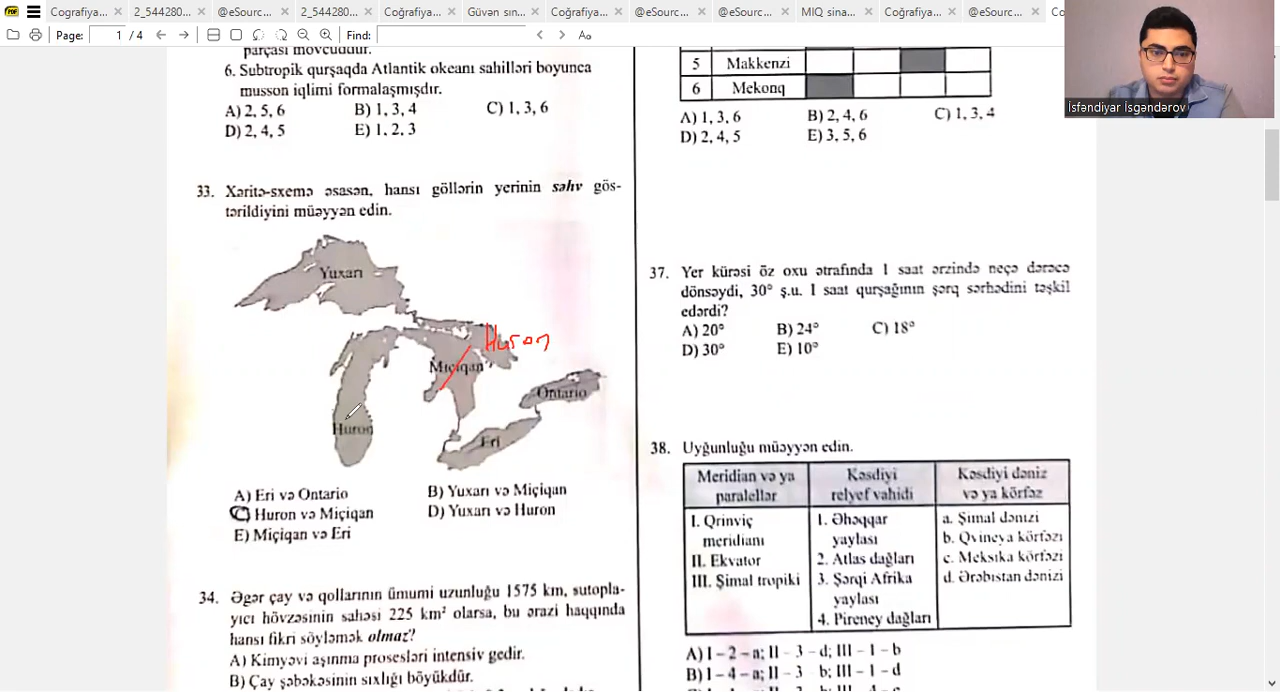 Coğrafiya...
2_544280...
@eSourc...
2_544280...
Coğrafiya...
Güvən sın...
Coğrafiya...
@eSourc...
@eSourc...
MIQ sina...
Coğrafiya...
@eSourc...
Co
Page: 1 / 4
Find:
İsfəndiyar İsgəndərov
parçası mövcuddur.
6. Subtropik qurşaqda Atlantik okeanı sahilləri boyunca
musson iqlimi formalaşmışdır.
A) 2, 5, 6 B) 1, 3, 4 C) 1, 3, 6
D) 2, 4, 5 E) 1, 2, 3
33. Xəritə-sxemə əsasən, hansı göllərin yerinin səhv gös-
tərildiyini müəyyən edin.
Yuxarı
Huron
Miçiqan
Ontario
Huron
Eri
A) Eri və Ontario B) Yuxarı və Miçiqan
C) Huron və Miçiqan D) Yuxarı və Huron
E) Miçiqan və Eri
34. Əgər çay və qollarının ümumi uzunluğu 1575 km, sutopla-
yıcı hövzəsinin sahəsi 225 km² olarsa, bu ərazi haqqında
hansı fikri söyləmək olmaz?
A) Kimyəvi aşınma prosesləri intensiv gedir.
B) Çay şəbəkəsinin sıxlığı böyükdür.
5 Makkenzi
6 Mekonq
A) 1, 3, 6 B) 2, 4, 6 C) 1, 3, 4
D) 2, 4, 5 E) 3, 5, 6
37. Yer kürəsi öz oxu ətrafında 1 saat ərzində neçə dərəcə
dönsəydi, 30° ş.u. 1 saat qurşağının şərq sərhədini təşkil
edərdi?
A) 20° B) 24° C) 18°
D) 30° E) 10°
38. Uyğunluğu müəyyən edin.
Meridian və ya paralellər
Kəsdiyi relyef vahidi
Kəsdiyi dəniz və ya körfəz
I. Qrinviç meridianı
II. Ekvator
III. Şimal tropiki
1. Əhəqqar yaylası
2. Atlas dağları
3. Şərqi Afrika yaylası
4. Pireney dağları
a. Şimal dənizi
b. Qvineya körfəzi
c. Meksika körfəzi
d. Ərəbistan dənizi
A) I – 2 – a; II – 3 – d; III – 1 – b
B) I – 4 – a; II – 3 b; III – 1 – d